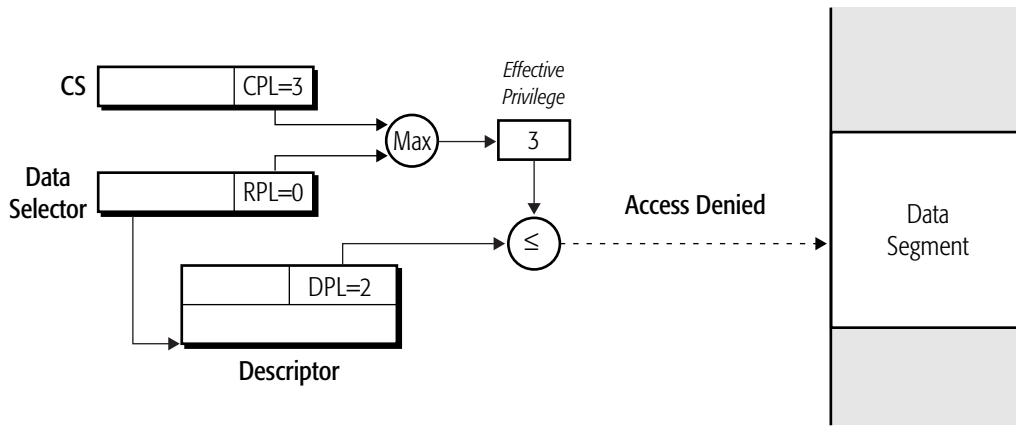 CS
CPL=3
Effective
Privilege
Max
3
Data
Selector
RPL=0
Access Denied
Data
Segment
≤
DPL=2
Descriptor